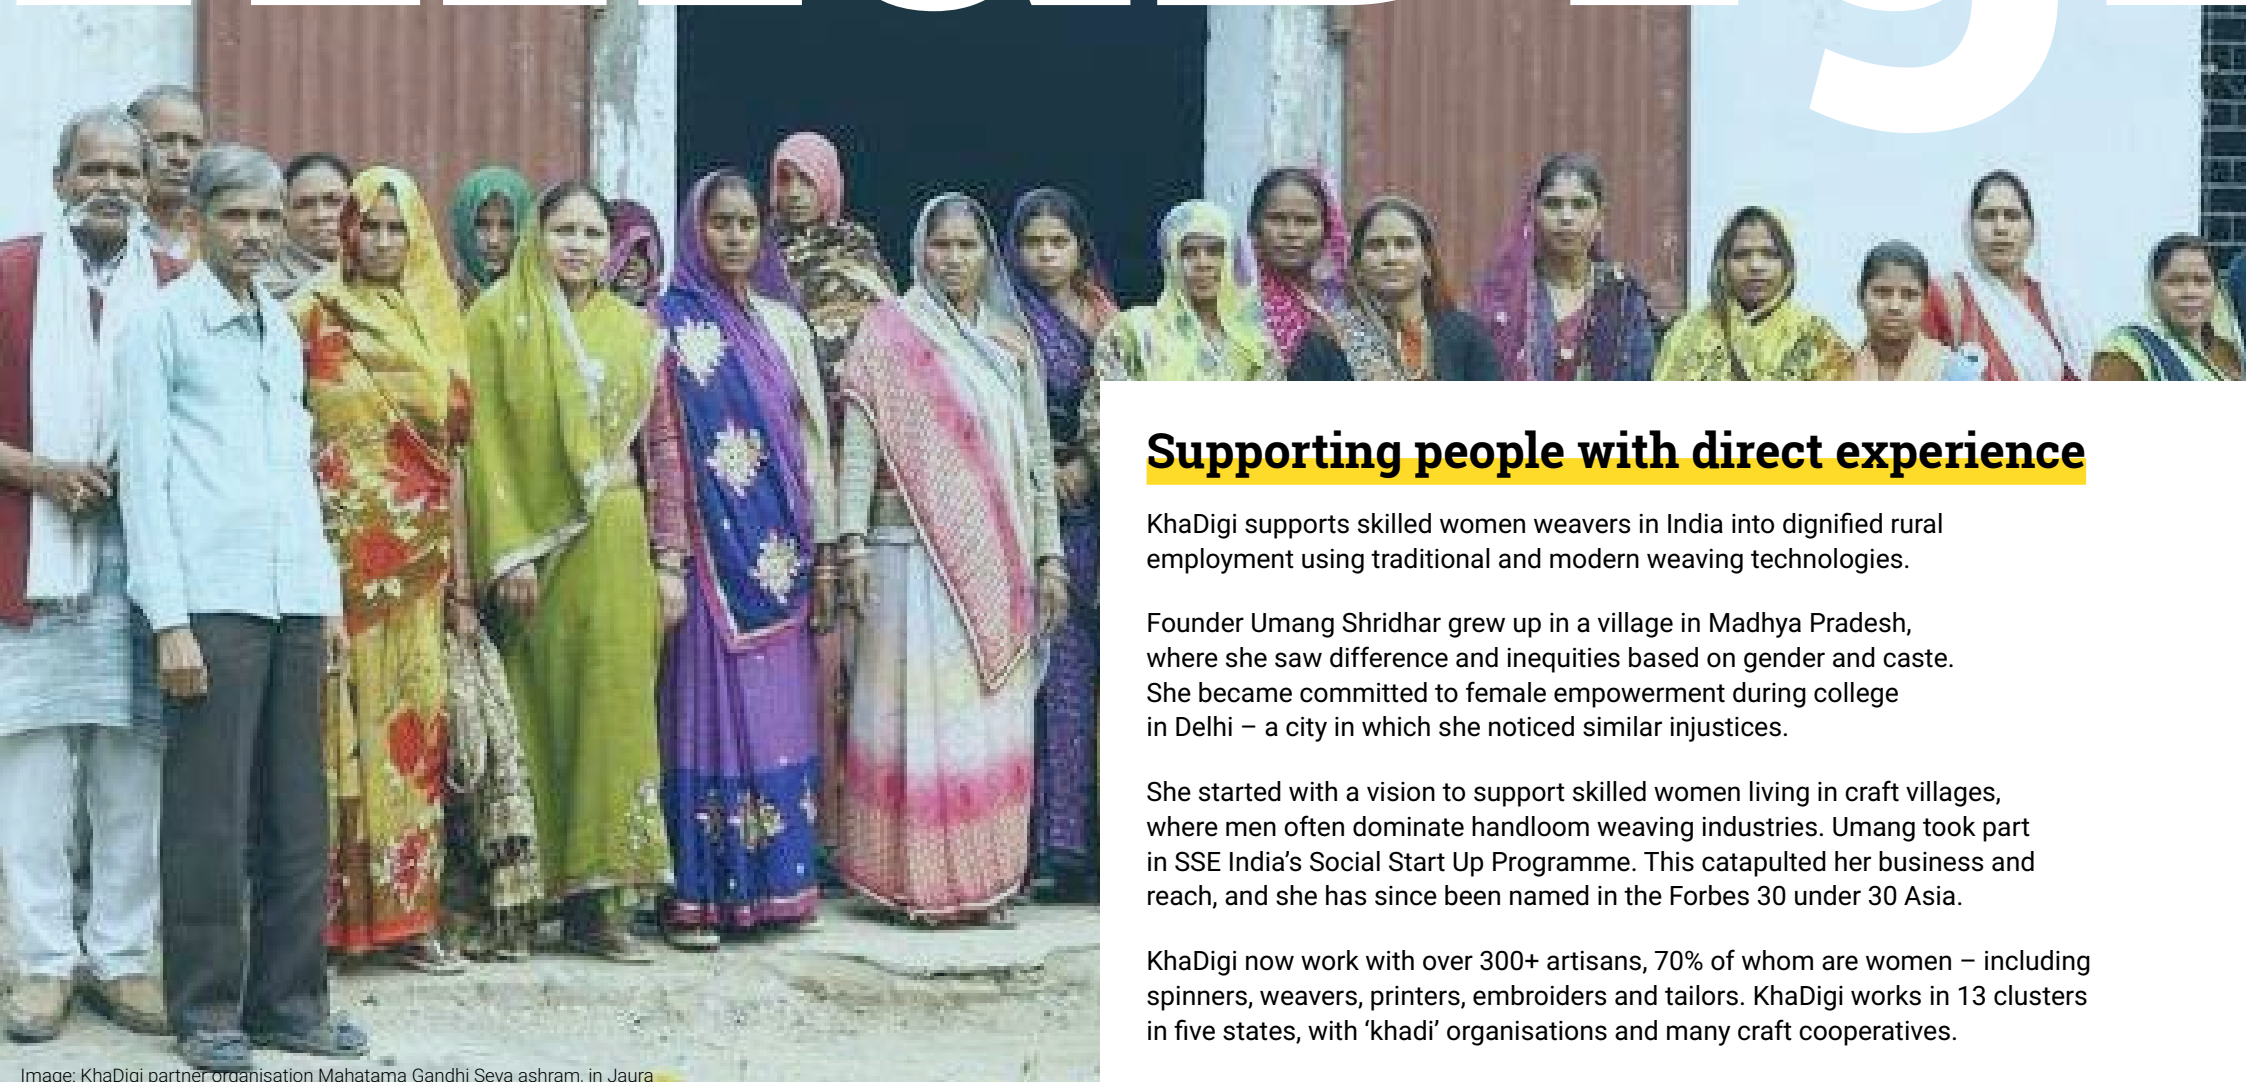 Supporting people with direct experience
KhaDigi supports skilled women weavers in India into dignified rural
employment using traditional and modern weaving technologies.
Founder Umang Shridhar grew up in a village in Madhya Pradesh,
where she saw difference and inequities based on gender and caste.
She became committed to female empowerment during college
in Delhi – a city in which she noticed similar injustices.
She started with a vision to support skilled women living in craft villages,
where men often dominate handloom weaving industries. Umang took part
in SSE India’s Social Start Up Programme. This catapulted her business and
reach, and she has since been named in the Forbes 30 under 30 Asia.
KhaDigi now work with over 300+ artisans, 70% of whom are women – including
spinners, weavers, printers, embroiders and tailors. KhaDigi works in 13 clusters
in five states, with ‘khadi’ organisations and many craft cooperatives.
Image: KhaDigi partner organisation Mahatama Gandhi Seva ashram, in Jaura